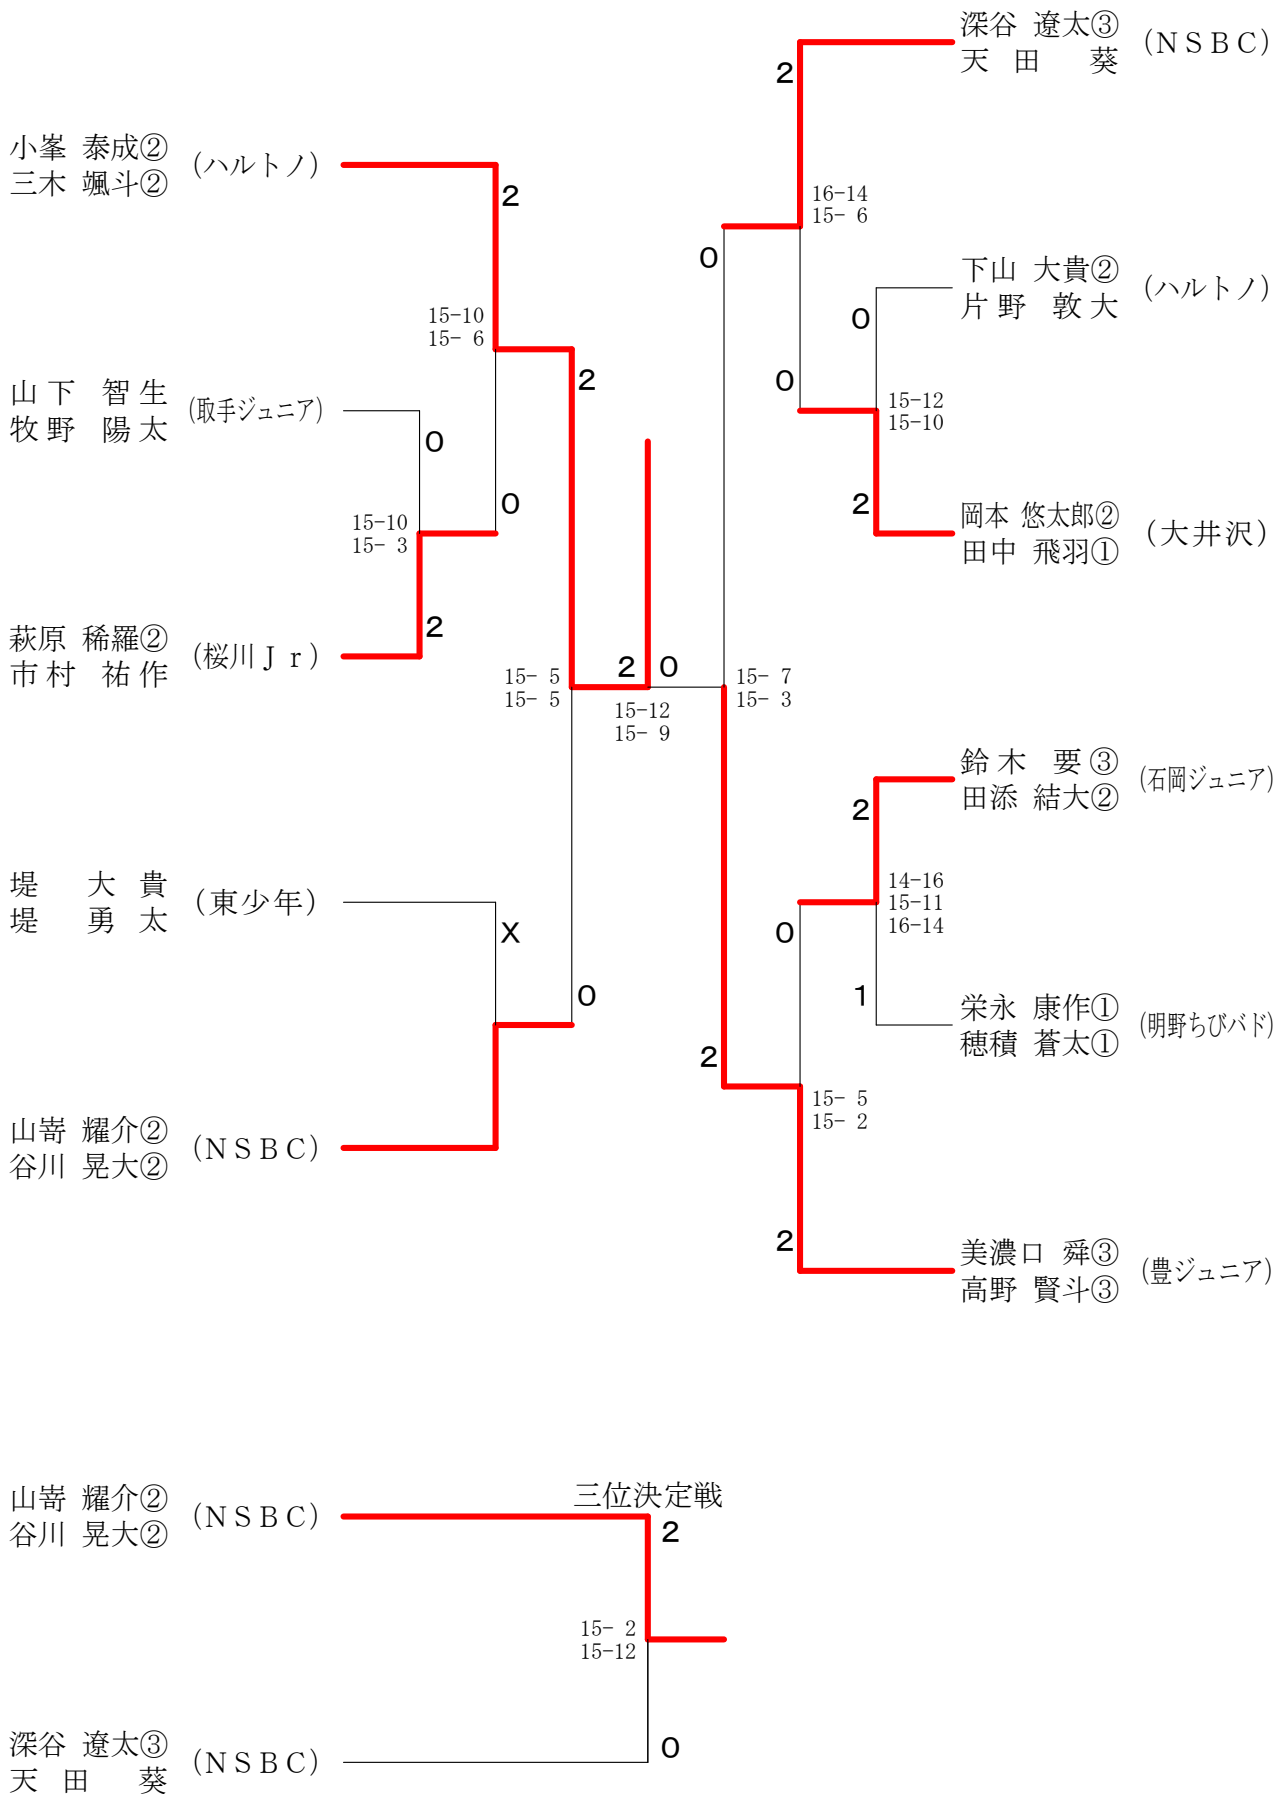 小峯 泰成②
三木 颯斗②
(ハルトノ)
2
15-10
15- 6
山下 智生
牧野 陽太
(取手ジュニア)
0
0
15-10
15- 3
萩原 稀羅②
市村 祐作
(桜川Jr)
2
2
15- 5
15- 5
堤 大貴
堤 勇太
(東少年)
X
0
山嵜 耀介②
谷川 晃大②
(NSBC)
2
0
15-12
15- 9
深谷 遼太③
天田 葵
(NSBC)
2
16-14
15- 6
0
下山 大貴②
片野 敦大
(ハルトノ)
0
0
15-12
15-10
岡本 悠太郎②
田中 飛羽①
(大井沢)
2
15- 7
15- 3
鈴木 要③
田添 結大②
(石岡ジュニア)
2
14-16
15-11
16-14
0
栄永 康作①
穂積 蒼太①
(明野ちびバド)
1
2
15- 5
15- 2
美濃口 舜③
高野 賢斗③
(豊ジュニア)
2
三位決定戦
山嵜 耀介②
谷川 晃大②
(NSBC)
2
15- 2
15-12
深谷 遼太③
天田 葵
(NSBC)
0